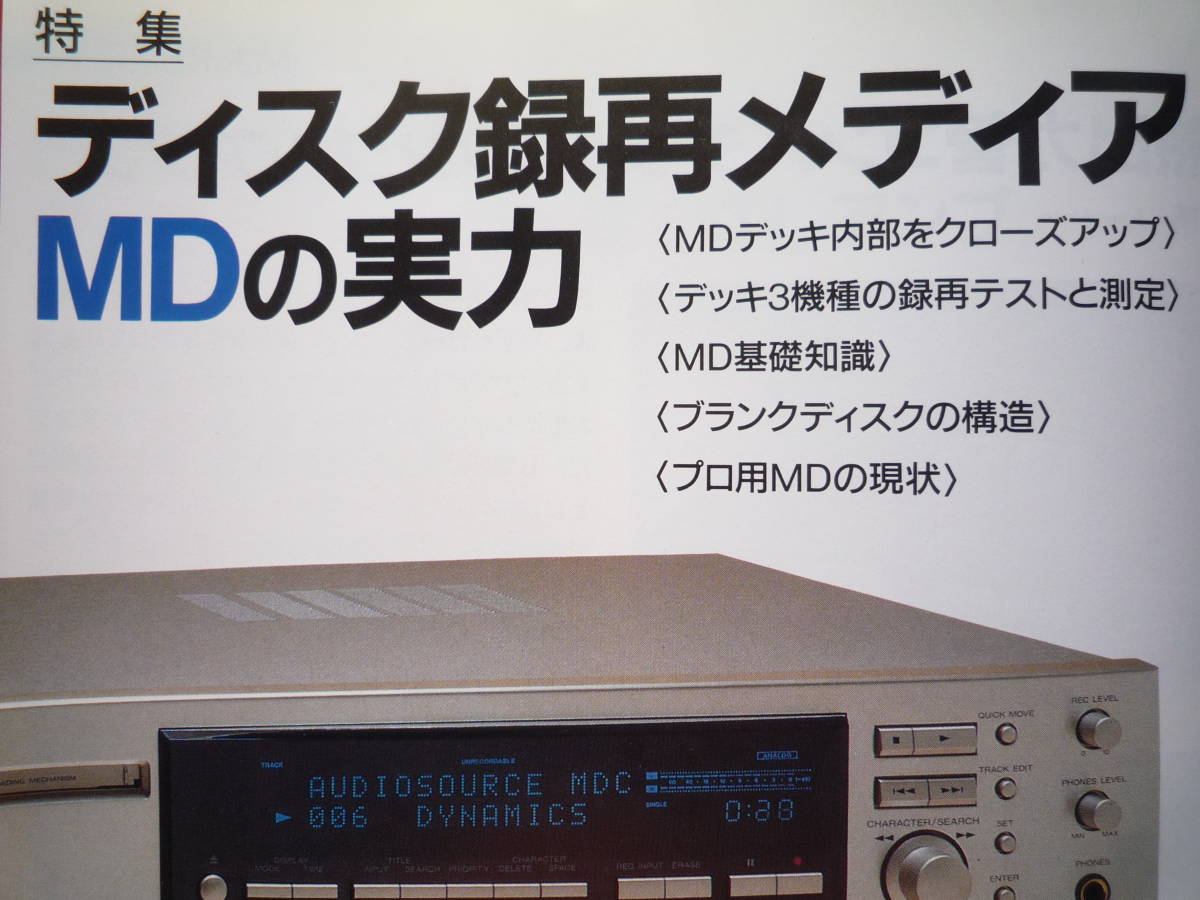 特 集
ディスク録再メディア
MDの実力
〈MDデッキ内部をクローズアップ〉
〈デッキ3機種の録再テストと測定〉
〈MD基礎知識〉
〈ブランクディスクの構造〉
〈プロ用MDの現状〉
REC LEVEL
QUICK MOVE
TRACK UNRECORDABLE ANALOG
ADING MECHANISM
AUDIOSOURCE MDC
TRACK EDIT
PHONES LEVEL
SINGLE
006 DYNAMICS 0:28
CHARACTER/SEARCH
SET
MIN MAX
DISPLAY TITLE CHARACTER
MODE TIME INPUT SEARCH PRIORITY DELETE SPACE REC INPUT ERASE
PHONES
ENTER